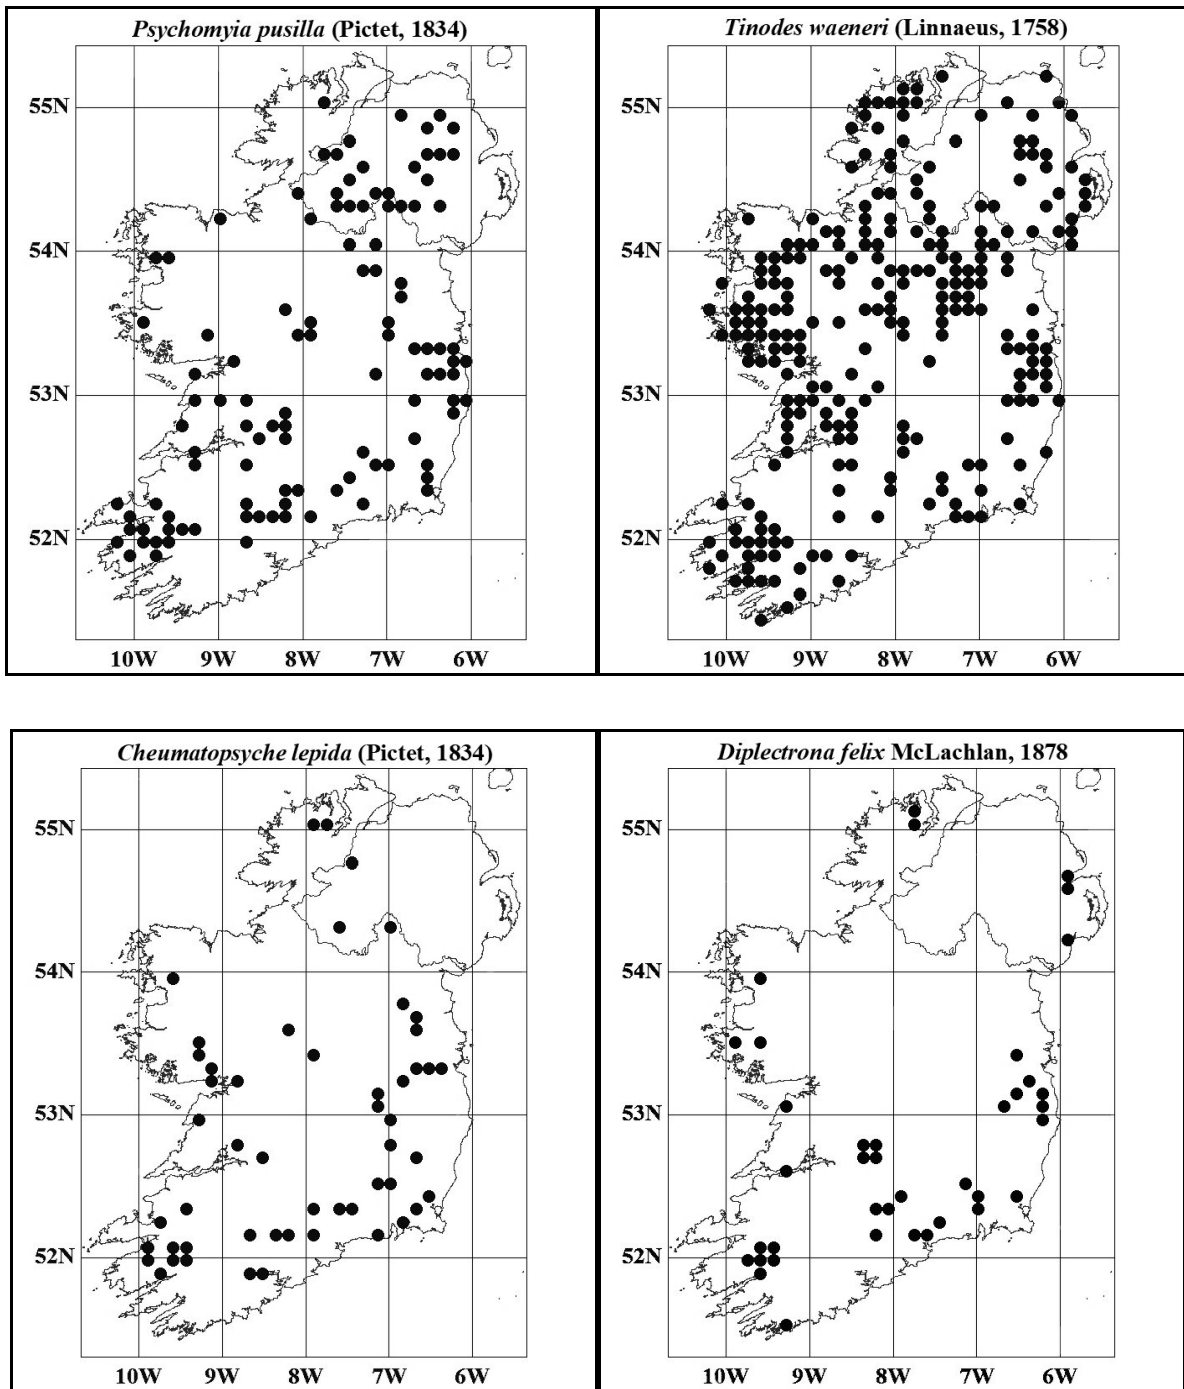 Psychomyia pusilla (Pictet, 1834)
55N
54N
53N
52N
10W 9W 8W 7W 6W
Tinodes waeneri (Linnaeus, 1758)
55N
54N
53N
52N
10W 9W 8W 7W 6W
Cheumatopsyche lepida (Pictet, 1834)
55N
54N
53N
52N
10W 9W 8W 7W 6W
Diplectrona felix McLachlan, 1878
55N
54N
53N
52N
10W 9W 8W 7W 6W